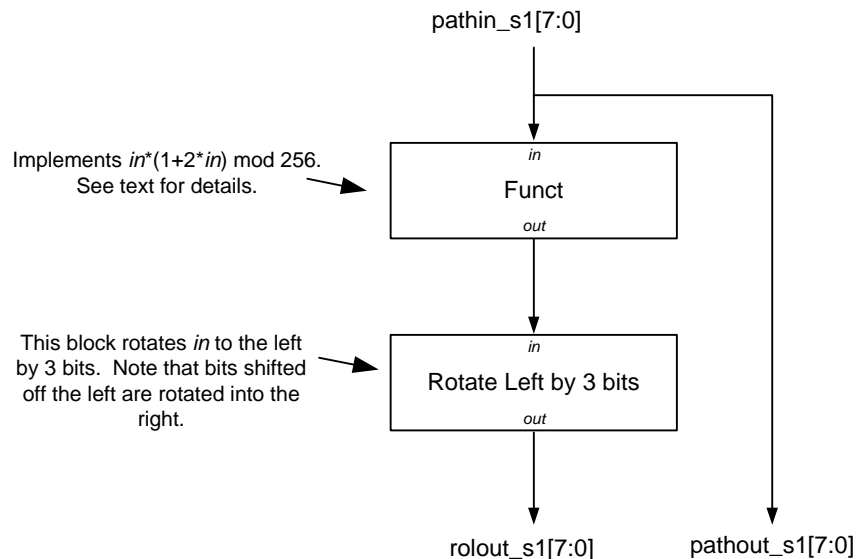 pathin_s1[7:0]
Implements in*(1+2*in) mod 256.
See text for details.
in
Funct
out
This block rotates in to the left
by 3 bits.  Note that bits shifted
off the left are rotated into the
right.
in
Rotate Left by 3 bits
out
rolout_s1[7:0]
pathout_s1[7:0]